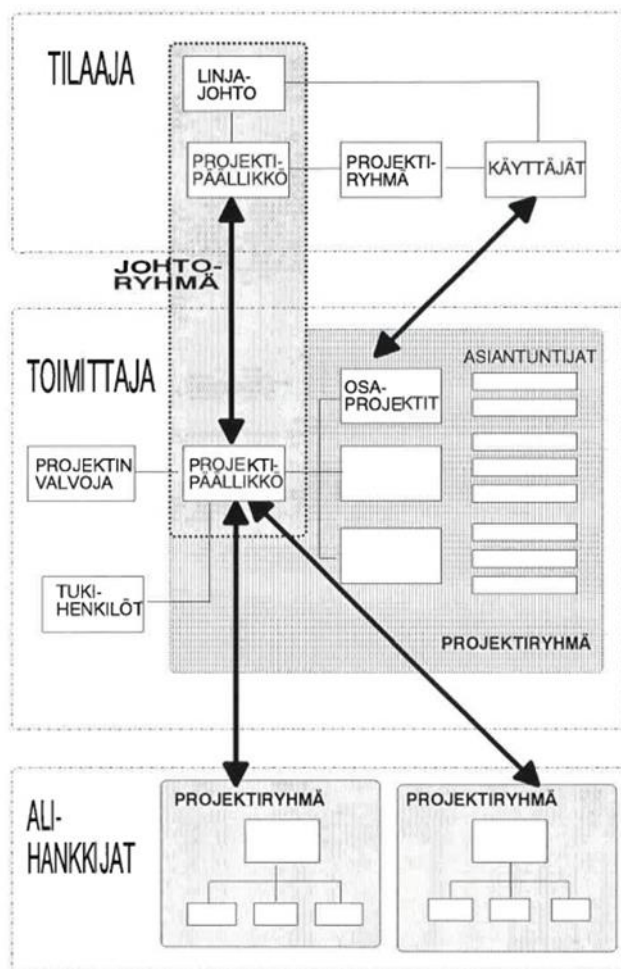 TILAAJA
LINJA-
JOHTO
PROJEKTI-
PÄÄLLIKKÖ
PROJEKTI-
RYHMÄ
KÄYTTÄJÄT
JOHTO-
RYHMÄ
TOIMITTAJA
ASIANTUNTIJAT
OSA-
PROJEKTIT
PROJEKTIN
VALVOJA
PROJEKTI-
PÄÄLLIKKÖ
TUKI-
HENKILÖT
PROJEKTIRYHMÄ
ALI-
HANKKIJAT
PROJEKTIRYHMÄ
PROJEKTIRYHMÄ